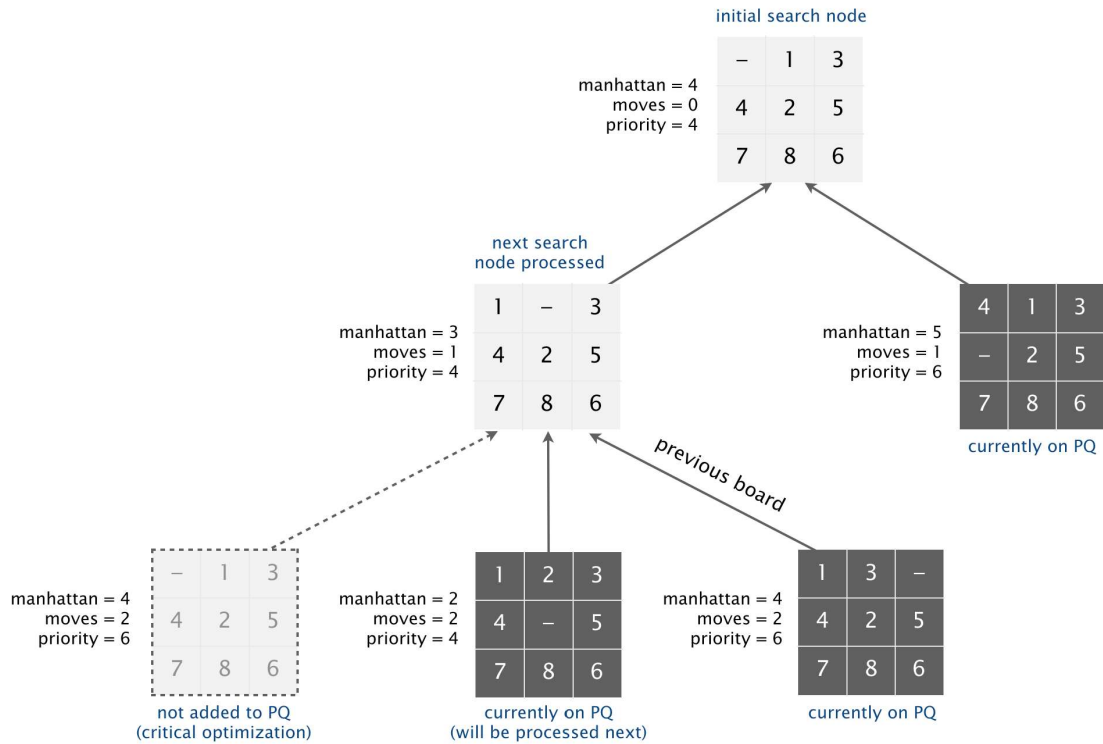 initial search node
manhattan = 4
moves = 0
priority = 4
– 1 3
4 2 5
7 8 6
next search
node processed
manhattan = 3
moves = 1
priority = 4
1 – 3
4 2 5
7 8 6
manhattan = 5
moves = 1
priority = 6
4 1 3
– 2 5
7 8 6
currently on PQ
previous board
manhattan = 4
moves = 2
priority = 6
– 1 3
4 2 5
7 8 6
not added to PQ
(critical optimization)
manhattan = 2
moves = 2
priority = 4
1 2 3
4 – 5
7 8 6
currently on PQ
(will be processed next)
manhattan = 4
moves = 2
priority = 6
1 3 –
4 2 5
7 8 6
currently on PQ